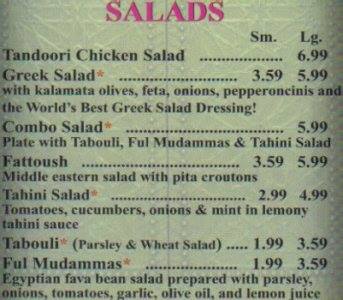 SALADS
Sm. Lg.
Tandoori Chicken Salad .................... 6.99
Greek Salad* ............................ 3.59 5.99
with kalamata olives, feta, onions, pepperoncinis and
the World's Best Greek Salad Dressing!
Combo Salad* ................................ 5.99
Plate with Tabouli, Ful Mudammas & Tahini Salad
Fattoush ................................... 3.59 5.99
Middle eastern salad with pita croutons
Tahini Salad* ............................ 2.99 4.99
Tomatoes, cucumbers, onions & mint in lemony
tahini sauce
Tabouli* (Parsley & Wheat Salad) ..... 1.99 3.59
Ful Mudammas* ...................... 1.99 3.59
Egyptian fava bean salad prepared with parsley,
onions, tomatoes, garlic, olive oil, and lemon juice